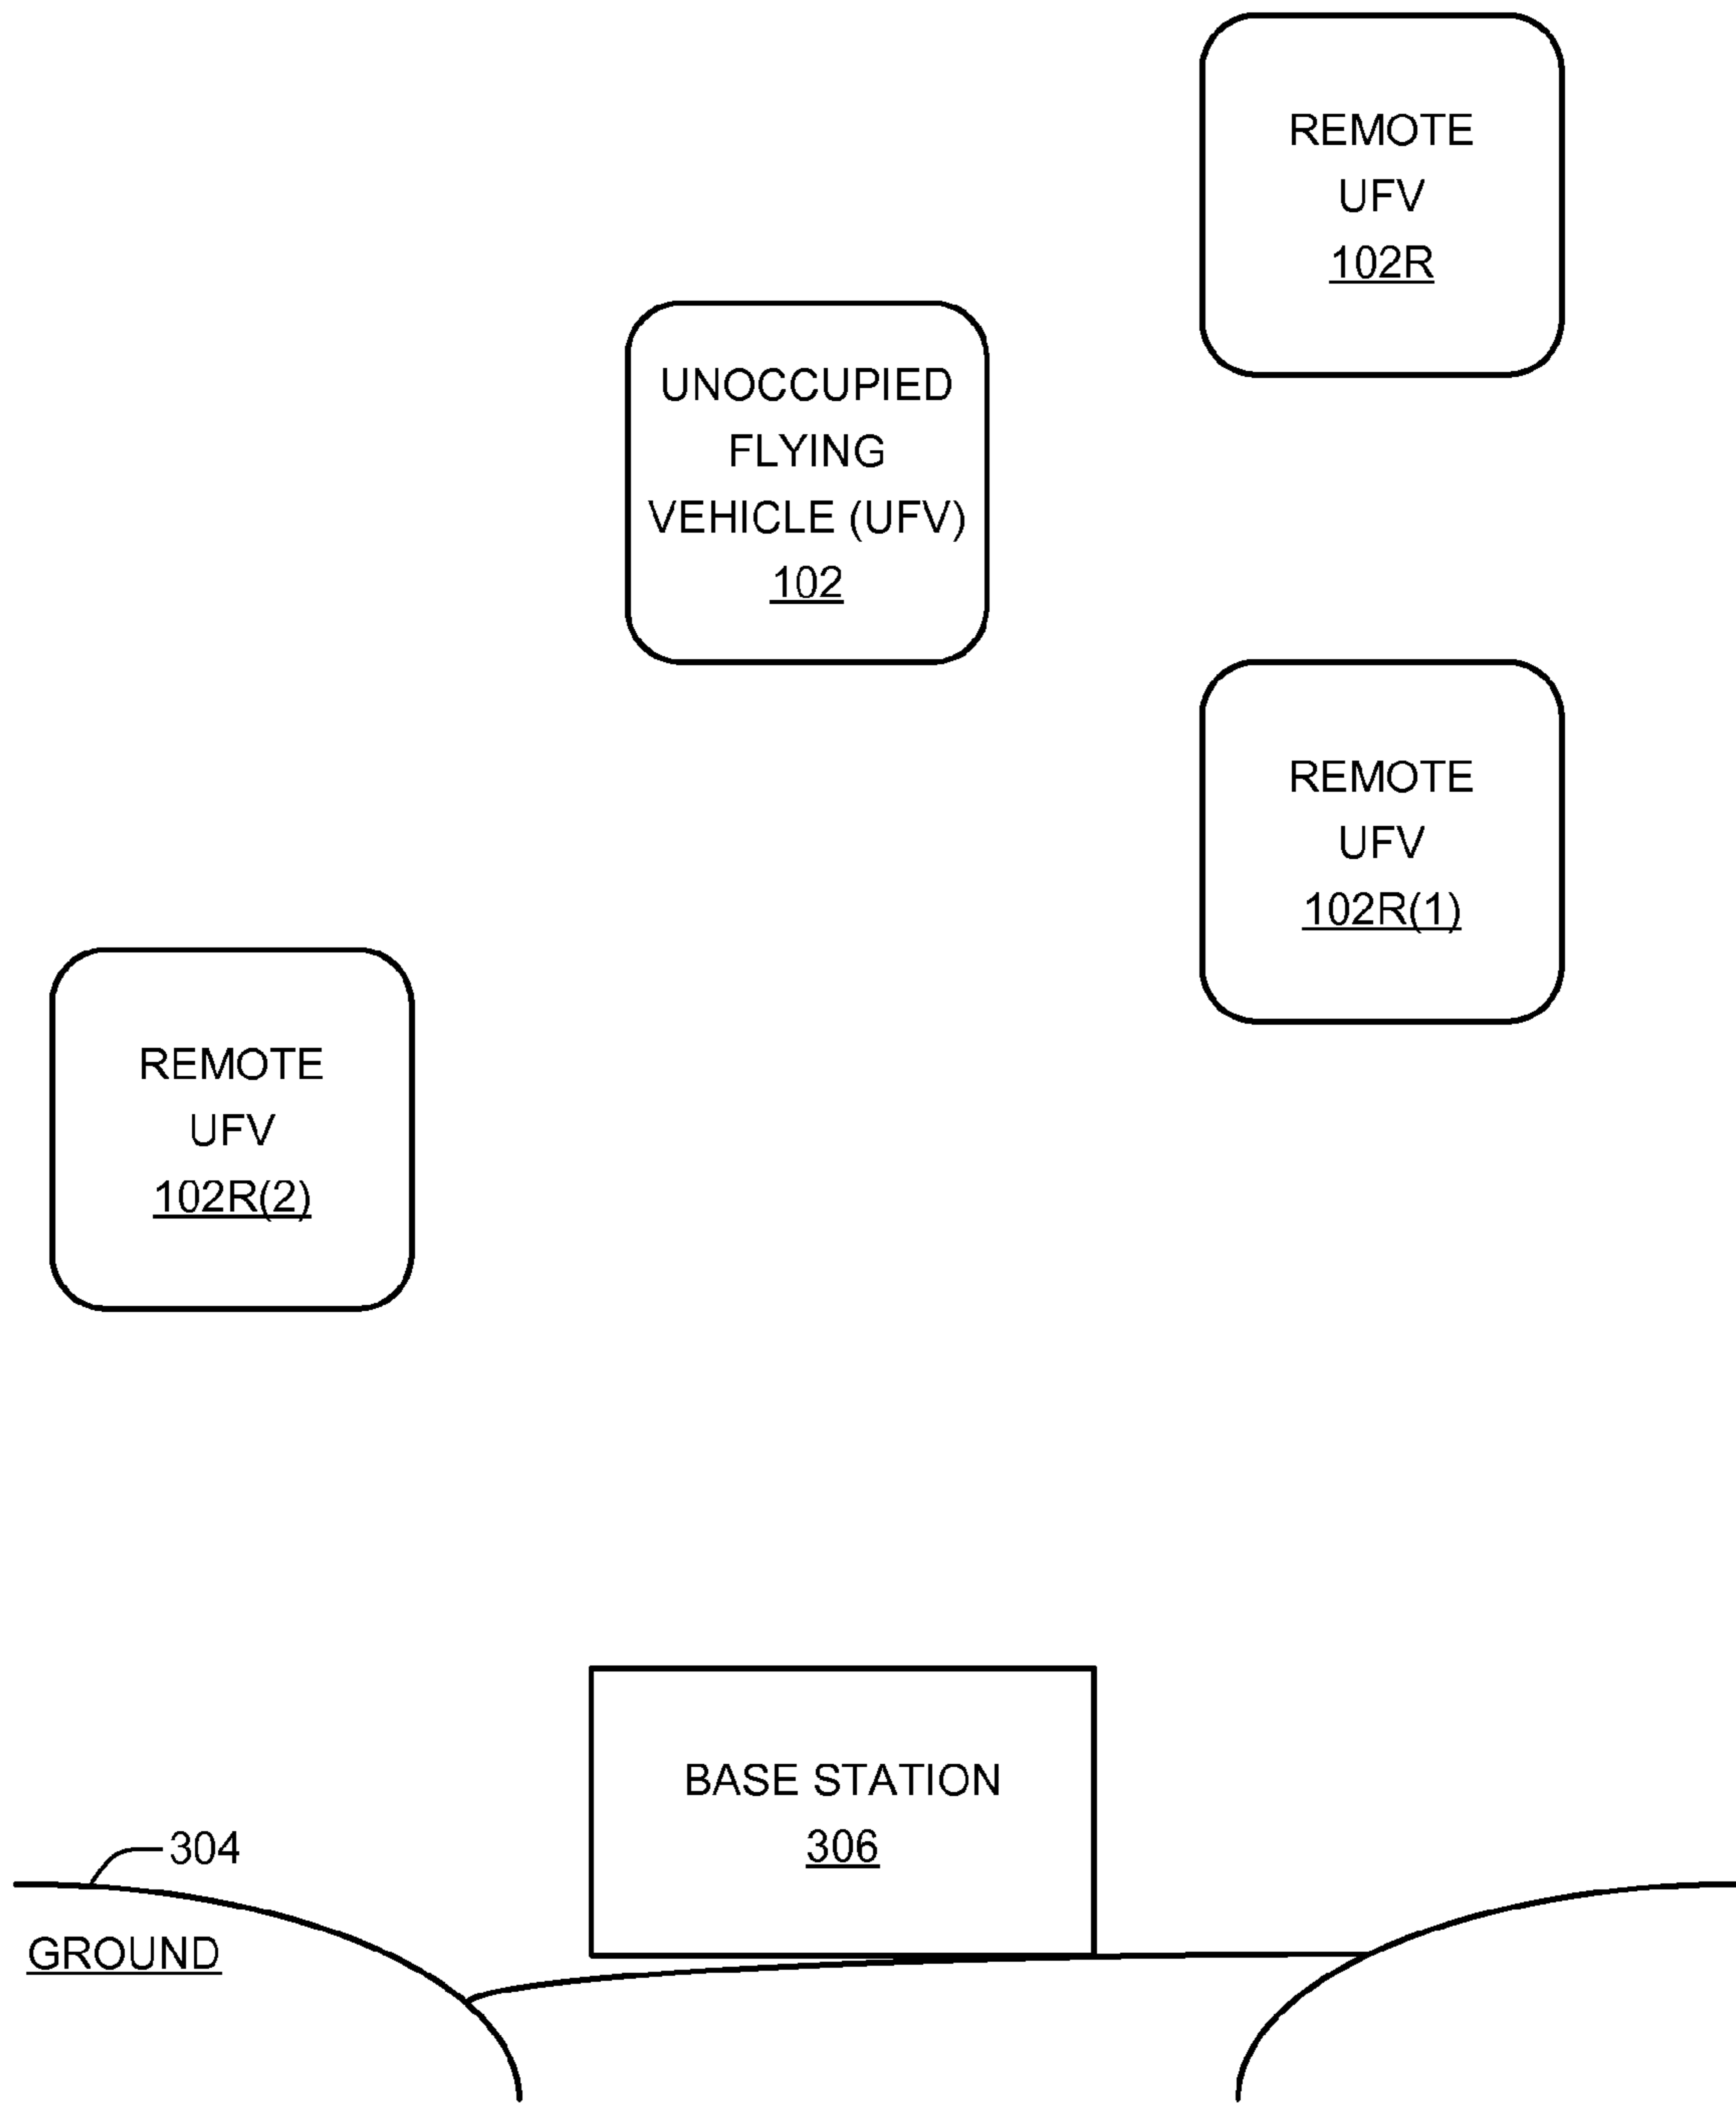 REMOTE
UFV
102R
UNOCCUPIED
FLYING
VEHICLE (UFV)
102
REMOTE
UFV
102R(1)
REMOTE
UFV
102R(2)
BASE STATION
306
304
GROUND